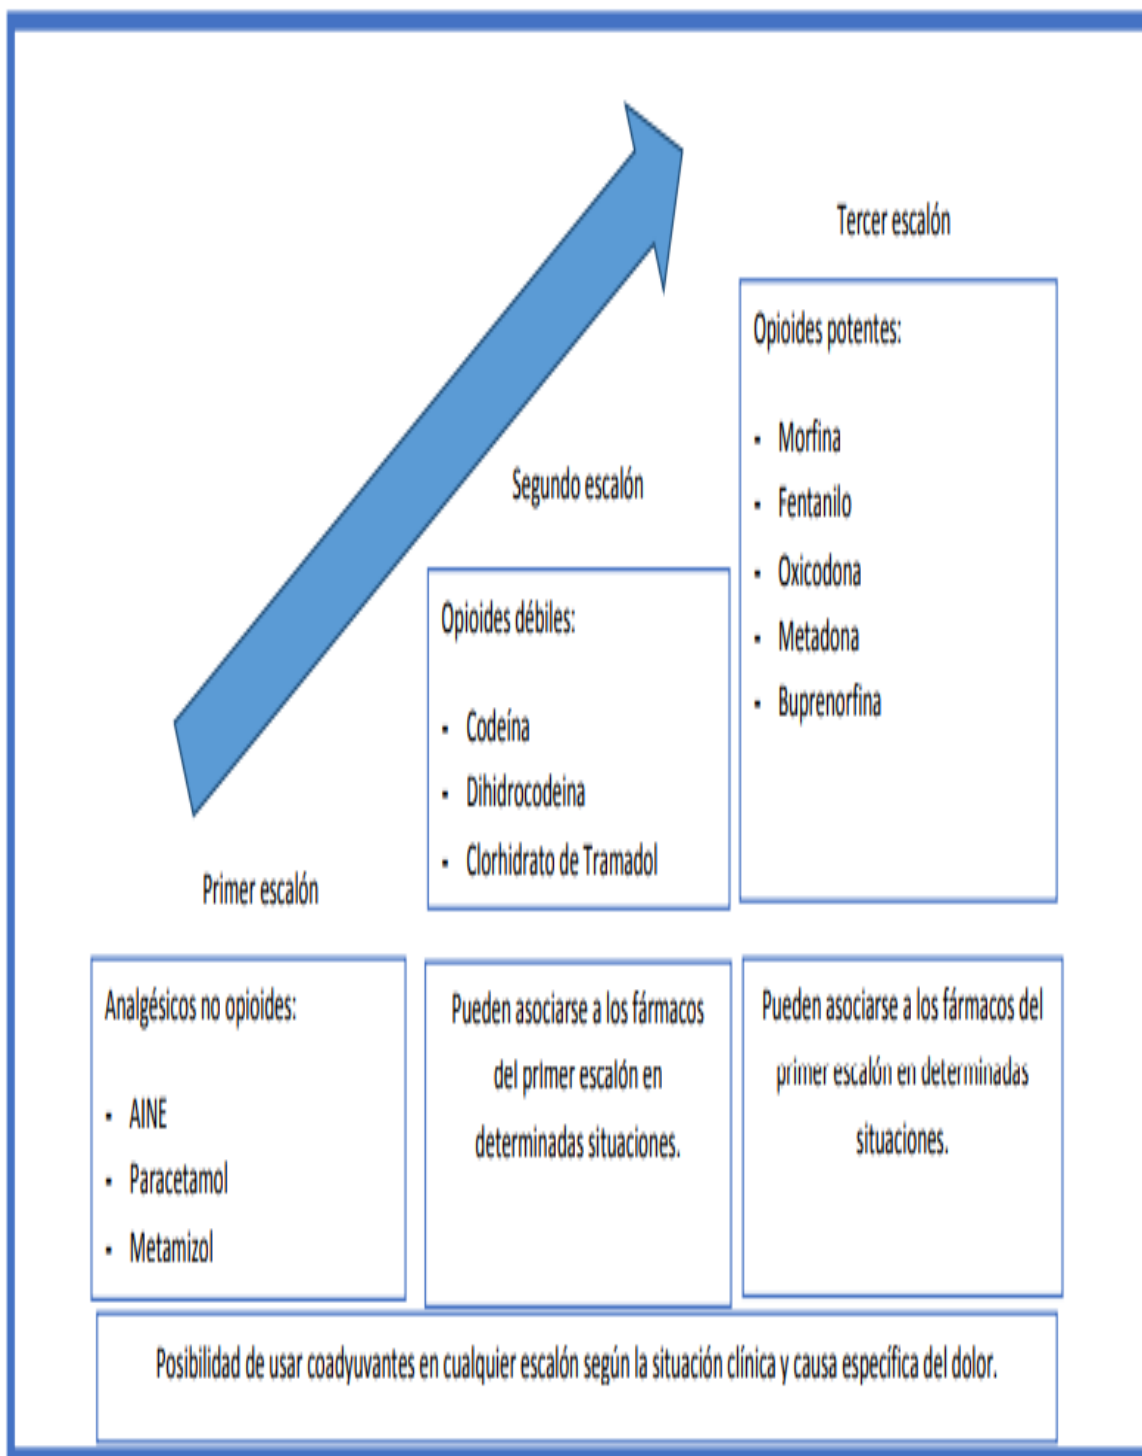 Tercer escalón
Opioides potentes:
- Morfina
- Fentanilo
- Oxicodona
- Metadona
- Buprenorfina
Segundo escalón
Opioides débiles:
- Codeína
- Dihidrocodeina
- Clorhidrato de Tramadol
Primer escalón
Analgésicos no opioides:
- AINE
- Paracetamol
- Metamizol
Pueden asociarse a los fármacos
del primer escalón en
determinadas situaciones.
Pueden asociarse a los fármacos del
primer escalón en determinadas
situaciones.
Posibilidad de usar coadyuvantes en cualquier escalón según la situación clínica y causa específica del dolor.